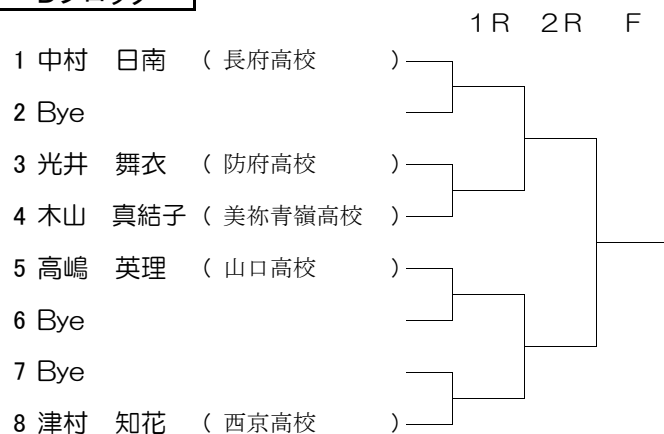 1R 2R F
1 中村 日南 ( 長府高校 )
2 Bye
3 光井 舞衣 ( 防府高校 )
4 木山 真結子 ( 美祢青嶺高校 )
5 高嶋 英理 ( 山口高校 )
6 Bye
7 Bye
8 津村 知花 ( 西京高校 )